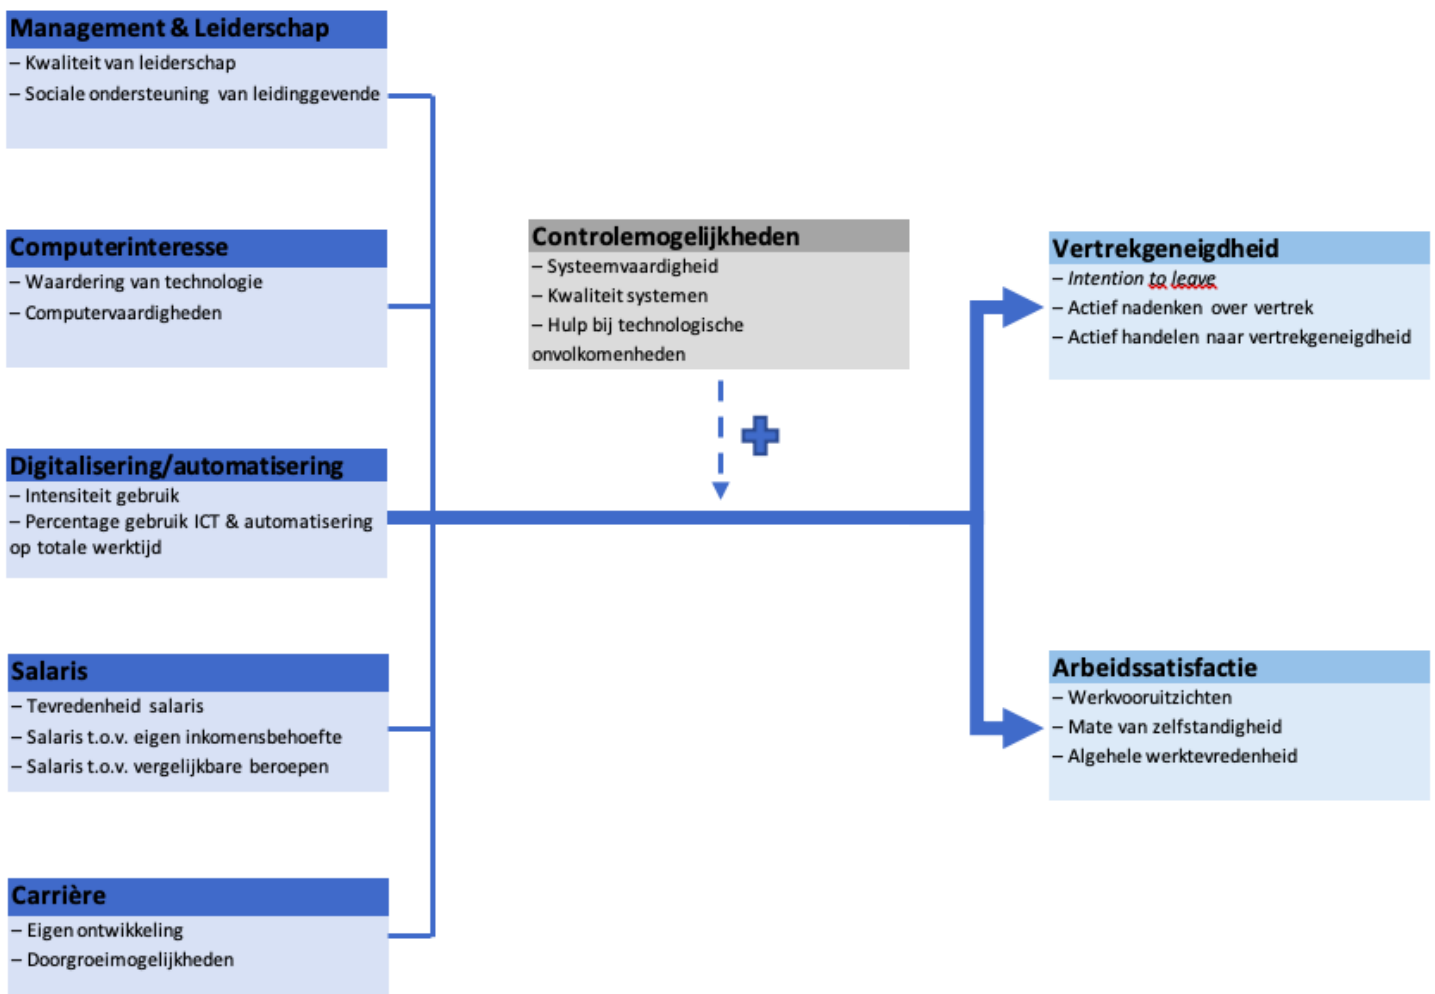 Management & Leiderschap
– Kwaliteit van leiderschap
– Sociale ondersteuning van leidinggevende
Computerinteresse
– Waardering van technologie
– Computervaardigheden
Digitalisering/automatisering
– Intensiteit gebruik
– Percentage gebruik ICT & automatisering
op totale werktijd
Salaris
– Tevredenheid salaris
– Salaris t.o.v. eigen inkomensbehoefte
– Salaris t.o.v. vergelijkbare beroepen
Carrière
– Eigen ontwikkeling
– Doorgroeimogelijkheden
Controlemogelijkheden
– Systeemvaardigheid
– Kwaliteit systemen
– Hulp bij technologische
onvolkomenheden
Vertrekgeneigdheid
– Intention to leave
– Actief nadenken over vertrek
– Actief handelen naar vertrekgeneigdheid
Arbeidssatisfactie
– Werkvooruitzichten
– Mate van zelfstandigheid
– Algehele werktevredenheid